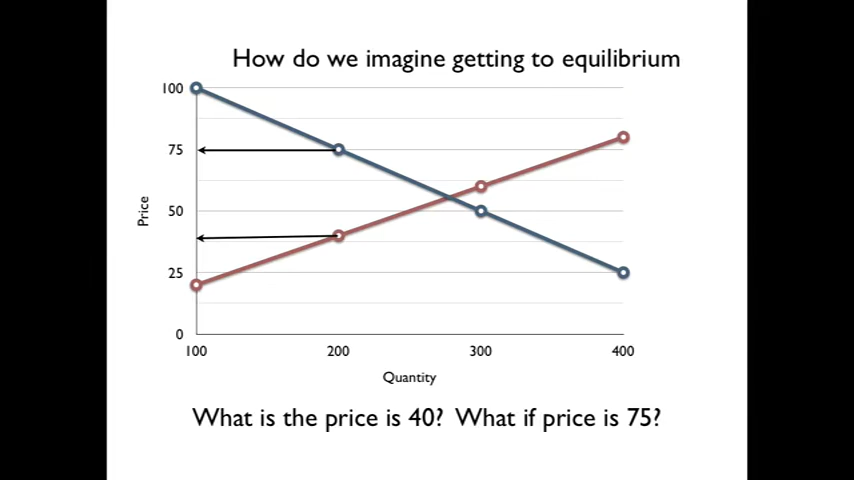 How do we imagine getting to equilibrium
100
75
50
25
0
Price
100 200 300 400
Quantity
What is the price is 40? What if price is 75?